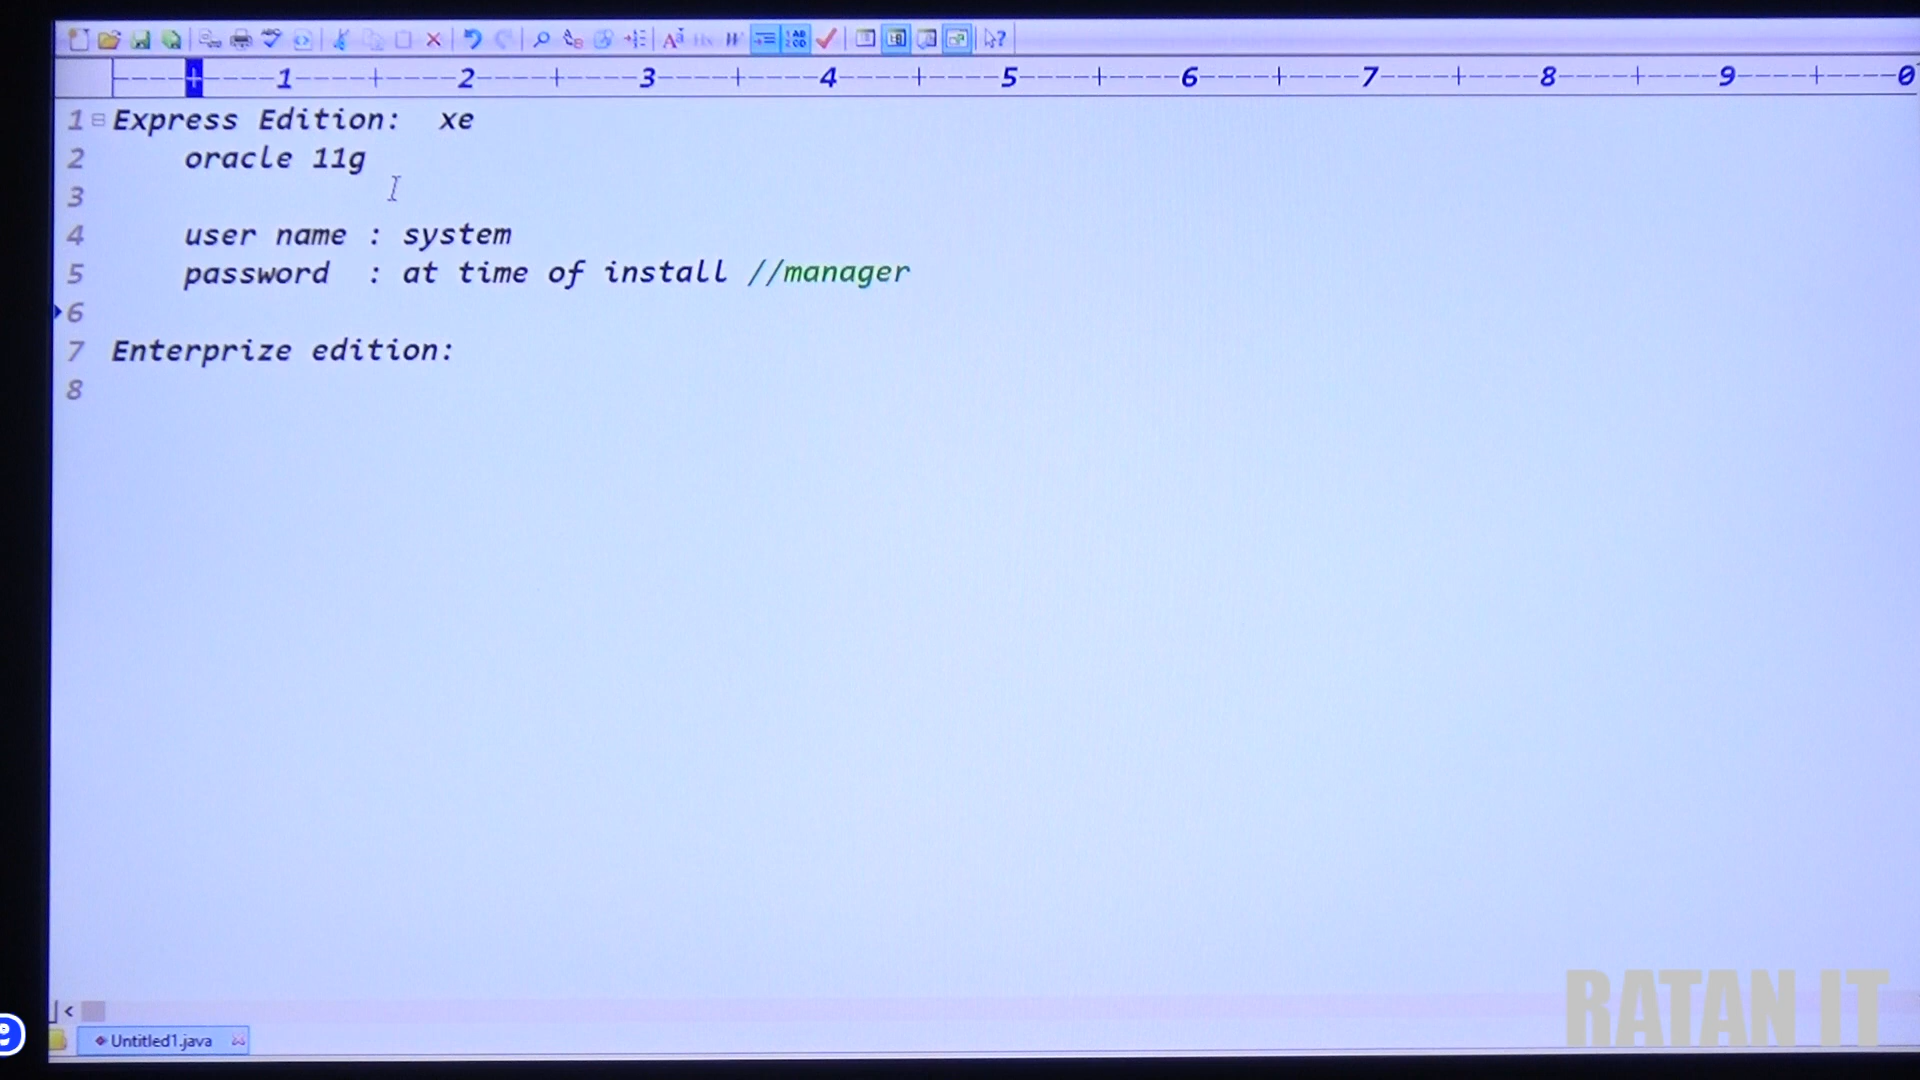 ----+----1----+----2----+----3----+----4----+----5----+----6----+----7----+----8----+----9----+----0
1 Express Edition:  xe
2 oracle 11g
3
4 user name : system
5 password  : at time of install //manager
6
7 Enterprize edition:
8
Untitled1.java
RATAN IT
9